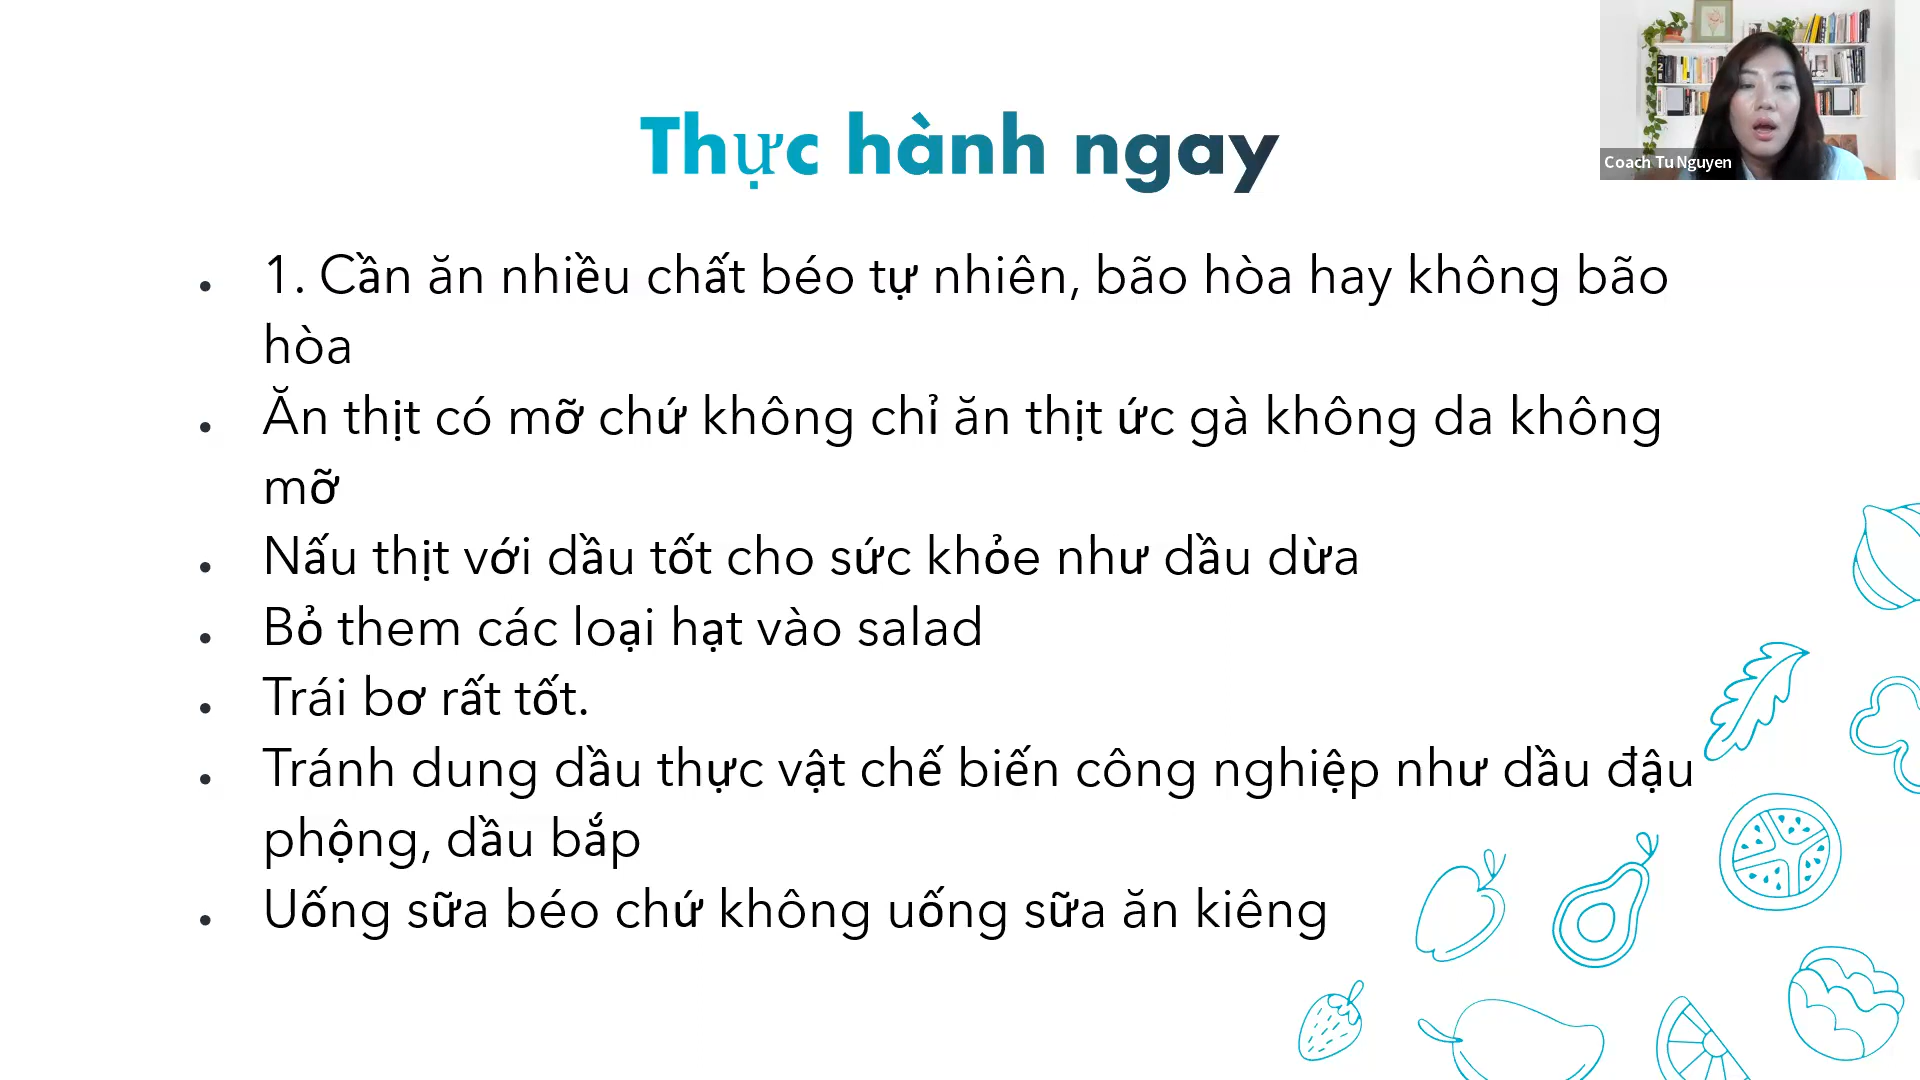 Thực hành ngay
Coach Tu Nguyen
• 1. Cần ăn nhiều chất béo tự nhiên, bão hòa hay không bão
hòa
• Ăn thịt có mỡ chứ không chỉ ăn thịt ức gà không da không
mỡ
• Nấu thịt với dầu tốt cho sức khỏe như dầu dừa
• Bỏ them các loại hạt vào salad
• Trái bơ rất tốt.
• Tránh dung dầu thực vật chế biến công nghiệp như dầu đậu
phộng, dầu bắp
• Uống sữa béo chứ không uống sữa ăn kiêng